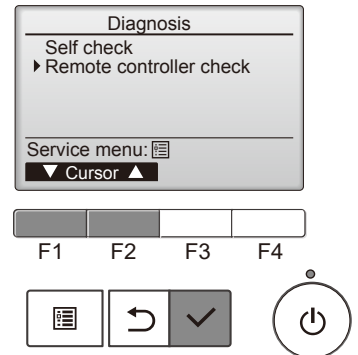 Diagnosis
Self check
Remote controller check
Service menu:
▼ Cursor ▲
F1 F2 F3 F4